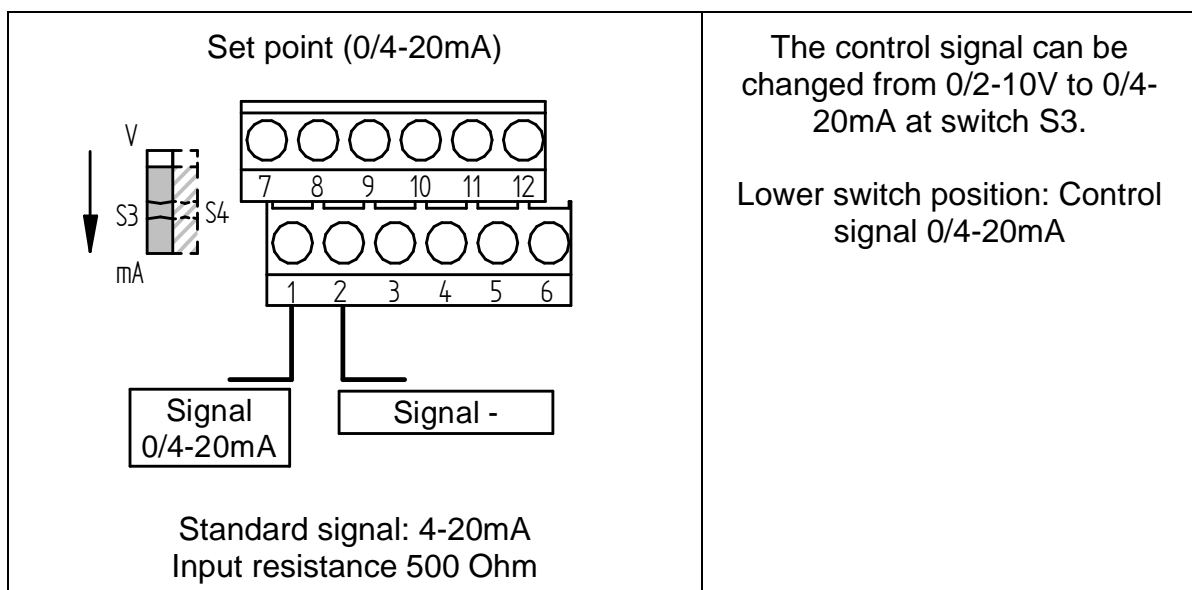 Set point (0/4-20mA)
V
S3
S4
mA
7 8 9 10 11 12
1 2 3 4 5 6
Signal
0/4-20mA
Signal -
Standard signal: 4-20mA
Input resistance 500 Ohm
The control signal can be
changed from 0/2-10V to 0/4-
20mA at switch S3.
Lower switch position: Control
signal 0/4-20mA